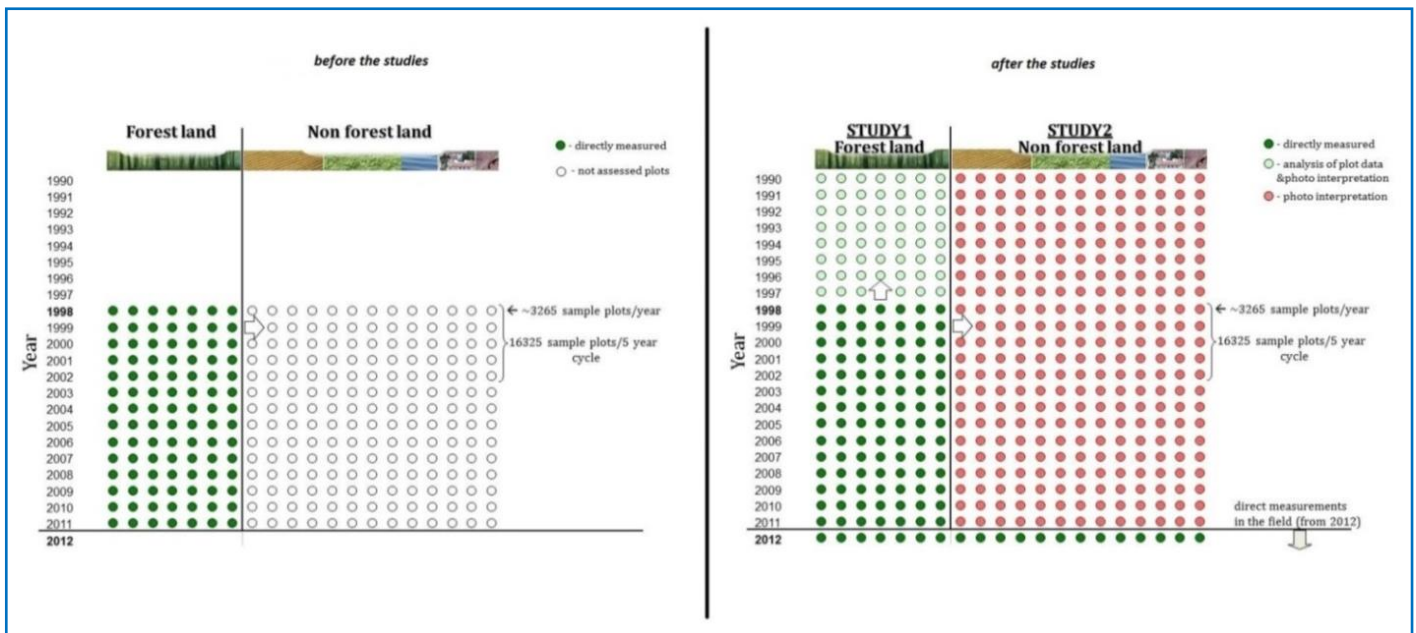 before the studies
Forest land
Non forest land
- directly measured
- not assessed plots
Year
1990
1991
1992
1993
1994
1995
1996
1997
1998
1999
2000
2001
2002
2003
2004
2005
2006
2007
2008
2009
2010
2011
2012
~3265 sample plots/year
16325 sample plots/5 year
cycle
after the studies
STUDY1
Forest land
STUDY2
Non forest land
- directly measured
- analysis of plot data
&photo interpretation
- photo interpretation
Year
1990
1991
1992
1993
1994
1995
1996
1997
1998
1999
2000
2001
2002
2003
2004
2005
2006
2007
2008
2009
2010
2011
2012
~3265 sample plots/year
16325 sample plots/5 year
cycle
direct measurements
in the field (from 2012)